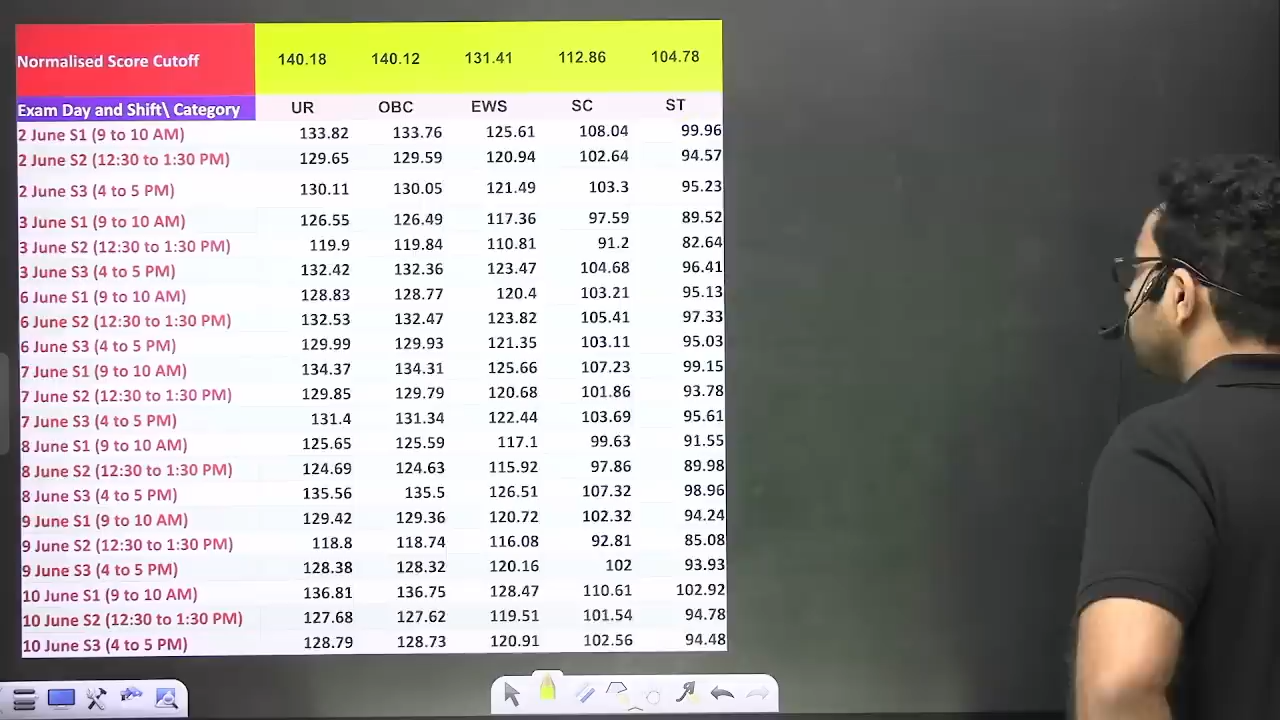 Normalised Score Cutoff 140.18 140.12 131.41 112.86 104.78
Exam Day and Shift\ Category UR OBC EWS SC ST
2 June S1 (9 to 10 AM) 133.82 133.76 125.61 108.04 99.96
2 June S2 (12:30 to 1:30 PM) 129.65 129.59 120.94 102.64 94.57
2 June S3 (4 to 5 PM) 130.11 130.05 121.49 103.3 95.23
3 June S1 (9 to 10 AM) 126.55 126.49 117.36 97.59 89.52
3 June S2 (12:30 to 1:30 PM) 119.9 119.84 110.81 91.2 82.64
3 June S3 (4 to 5 PM) 132.42 132.36 123.47 104.68 96.41
6 June S1 (9 to 10 AM) 128.83 128.77 120.4 103.21 95.13
6 June S2 (12:30 to 1:30 PM) 132.53 132.47 123.82 105.41 97.33
6 June S3 (4 to 5 PM) 129.99 129.93 121.35 103.11 95.03
7 June S1 (9 to 10 AM) 134.37 134.31 125.66 107.23 99.15
7 June S2 (12:30 to 1:30 PM) 129.85 129.79 120.68 101.86 93.78
7 June S3 (4 to 5 PM) 131.4 131.34 122.44 103.69 95.61
8 June S1 (9 to 10 AM) 125.65 125.59 117.1 99.63 91.55
8 June S2 (12:30 to 1:30 PM) 124.69 124.63 115.92 97.86 89.98
8 June S3 (4 to 5 PM) 135.56 135.5 126.51 107.32 98.96
9 June S1 (9 to 10 AM) 129.42 129.36 120.72 102.32 94.24
9 June S2 (12:30 to 1:30 PM) 118.8 118.74 116.08 92.81 85.08
9 June S3 (4 to 5 PM) 128.38 128.32 120.16 102 93.93
10 June S1 (9 to 10 AM) 136.81 136.75 128.47 110.61 102.92
10 June S2 (12:30 to 1:30 PM) 127.68 127.62 119.51 101.54 94.78
10 June S3 (4 to 5 PM) 128.79 128.73 120.91 102.56 94.48